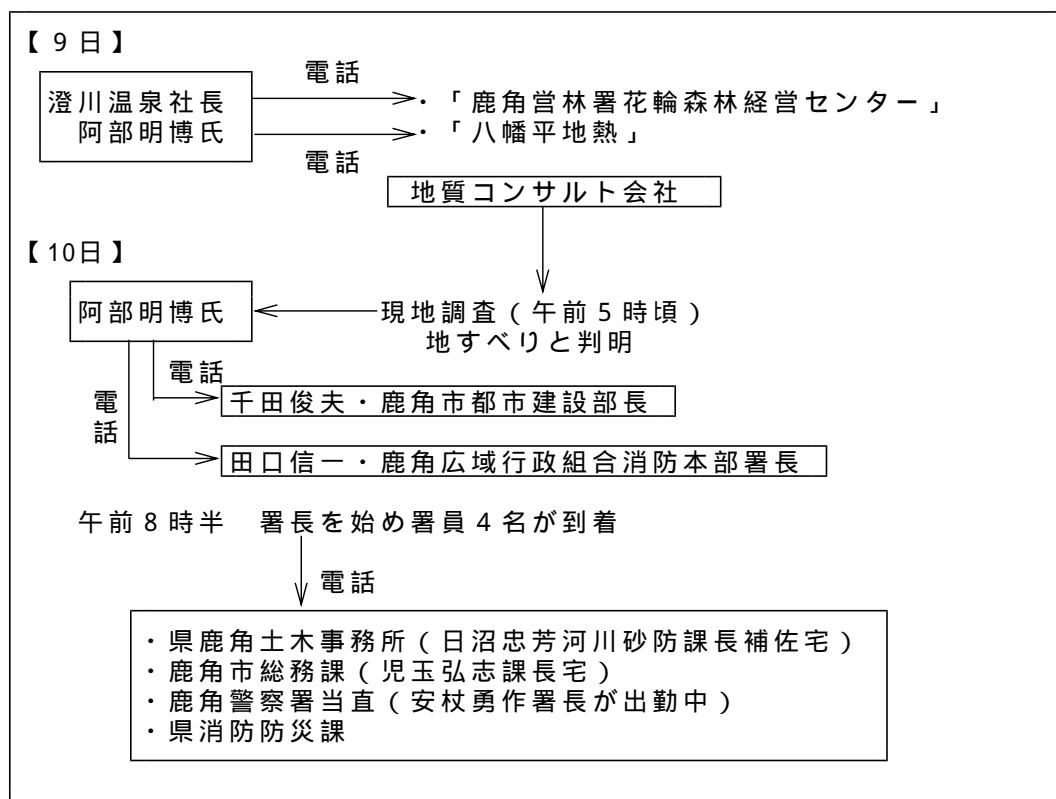 【9日】
電話
澄川温泉社長
阿部明博氏
・「鹿角営林署花輪森林経営センター」
・「八幡平地熱」
電話
地質コンサルト会社
【10日】
阿部明博氏
現地調査(午前5時頃)
地すべりと判明
電話
電話
千田俊夫・鹿角市都市建設部長
田口信一・鹿角広域行政組合消防本部署長
午前8時半 署長を始め署員4名が到着
電話
・県鹿角土木事務所(日沼忠芳河川砂防課長補佐宅)
・鹿角市総務課(児玉弘志課長宅)
・鹿角警察署当直(安杖勇作署長が出勤中)
・県消防防災課